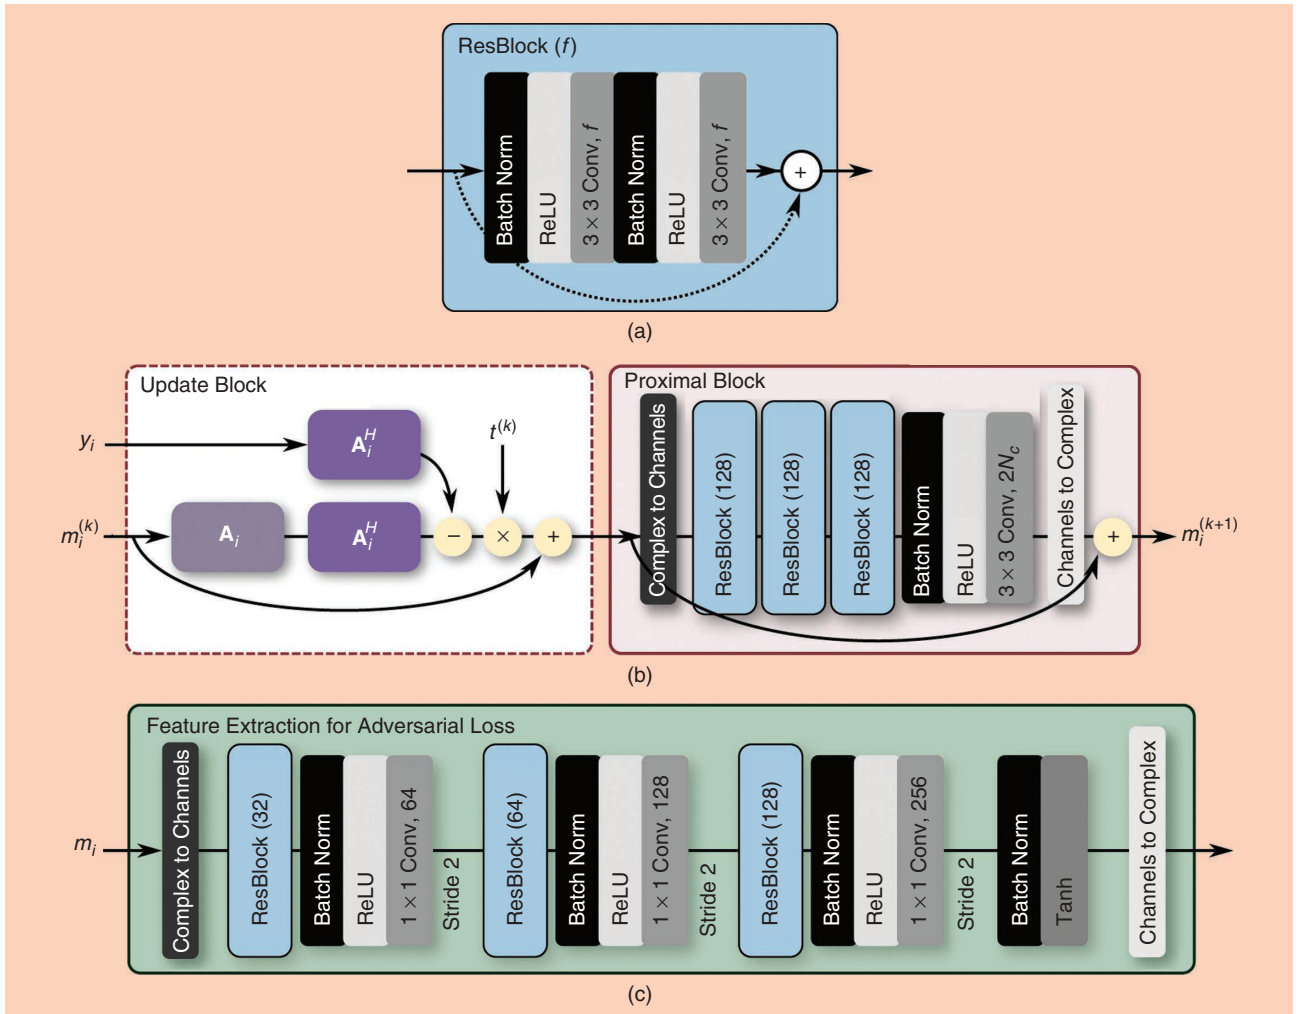 ResBlock (f)
Batch Norm
ReLU
3 × 3 Conv, f
Batch Norm
ReLU
3 × 3 Conv, f
+
(a)
Update Block
y_i
A_i^H
t^(k)
m_i^(k)
A_i
A_i^H
−
×
+
Proximal Block
Complex to Channels
ResBlock (128)
ResBlock (128)
ResBlock (128)
Batch Norm
ReLU
3 × 3 Conv, 2N_c
Channels to Complex
+
m_i^(k+1)
(b)
Feature Extraction for Adversarial Loss
m_i
Complex to Channels
ResBlock (32)
Batch Norm
ReLU
1 × 1 Conv, 64
Stride 2
ResBlock (64)
Batch Norm
ReLU
1 × 1 Conv, 128
Stride 2
ResBlock (128)
Batch Norm
ReLU
1 × 1 Conv, 256
Stride 2
Batch Norm
Tanh
Channels to Complex
(c)